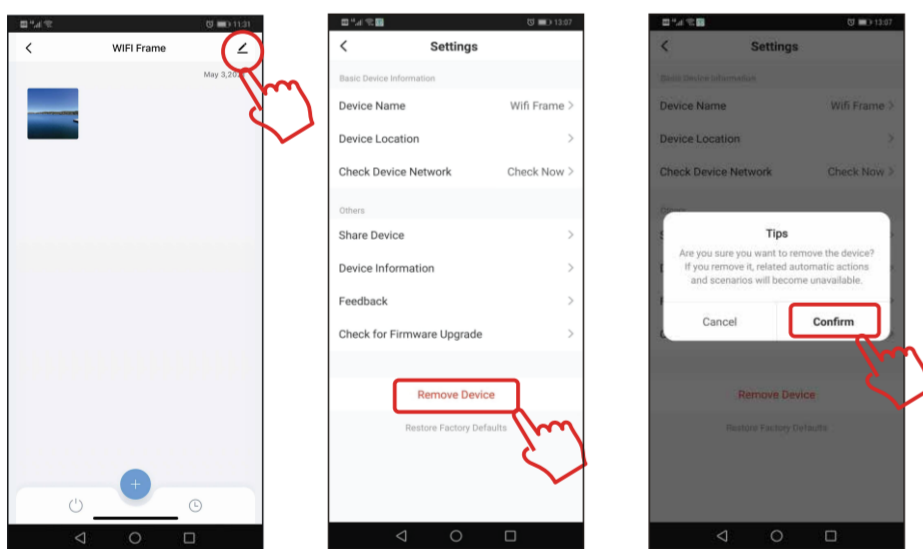 11:31
WIFI Frame
May 3,20
13:07
Settings
Basic Device Information
Device Name Wifi Frame >
Device Location >
Check Device Network Check Now >
Others
Share Device >
Device Information >
Feedback >
Check for Firmware Upgrade >
Remove Device
Restore Factory Defaults
13:07
Settings
Basic Device Information
Device Name Wifi Frame >
Device Location >
Check Device Network Check Now >
Tips
Are you sure you want to remove the device?
If you remove it, related automatic actions
and scenarios will become unavailable.
Cancel Confirm
Remove Device
Restore Factory Defaults